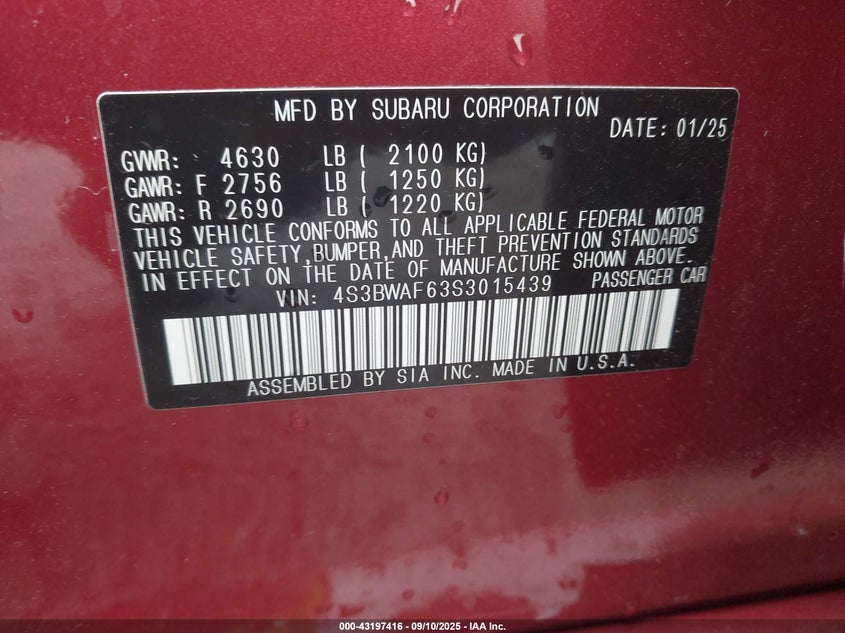 MFD BY SUBARU CORPORATION
DATE: 01/25
GVWR: 4630 LB ( 2100 KG)
GAWR: F 2756 LB ( 1250 KG)
GAWR: R 2690 LB ( 1220 KG)
THIS VEHICLE CONFORMS TO ALL APPLICABLE FEDERAL MOTOR
VEHICLE SAFETY,BUMPER,AND THEFT PREVENTION STANDARDS
IN EFFECT ON THE DATE OF MANUFACTURE SHOWN ABOVE.
VIN: 4S3BWAF63S3015439 PASSENGER CAR
ASSEMBLED BY SIA INC. MADE IN U.S.A.
000-43197416 - 09/10/2025 - IAA Inc.